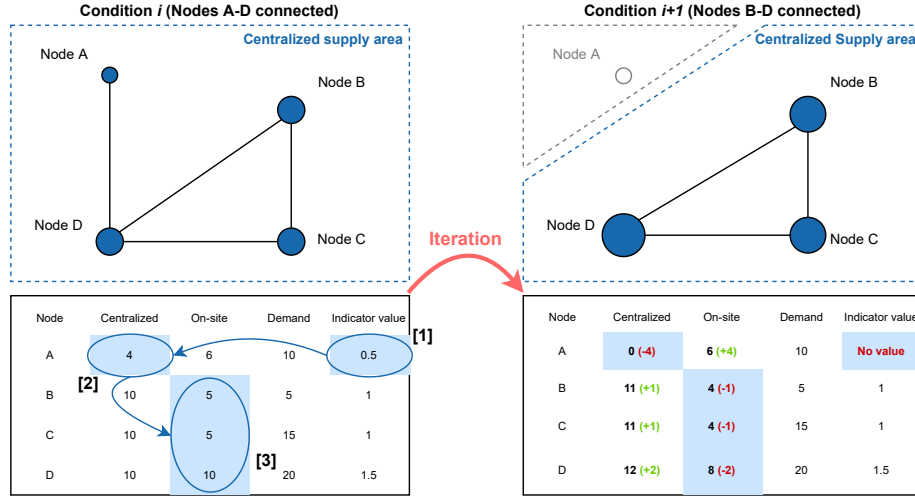 Condition i (Nodes A-D connected)
Centralized supply area
Node A
Node B
Node D
Node C
Condition i+1 (Nodes B-D connected)
Centralized Supply area
Node A
Node B
Node D
Node C
Iteration
Node Centralized On-site Demand Indicator value
A 4 6 10 0.5
B 10 5 5 1
C 10 5 15 1
D 10 10 20 1.5
[1]
[2]
[3]
Node Centralized On-site Demand Indicator value
A 0 (-4) 6 (+4) 10 No value
B 11 (+1) 4 (-1) 5 1
C 11 (+1) 4 (-1) 15 1
D 12 (+2) 8 (-2) 20 1.5